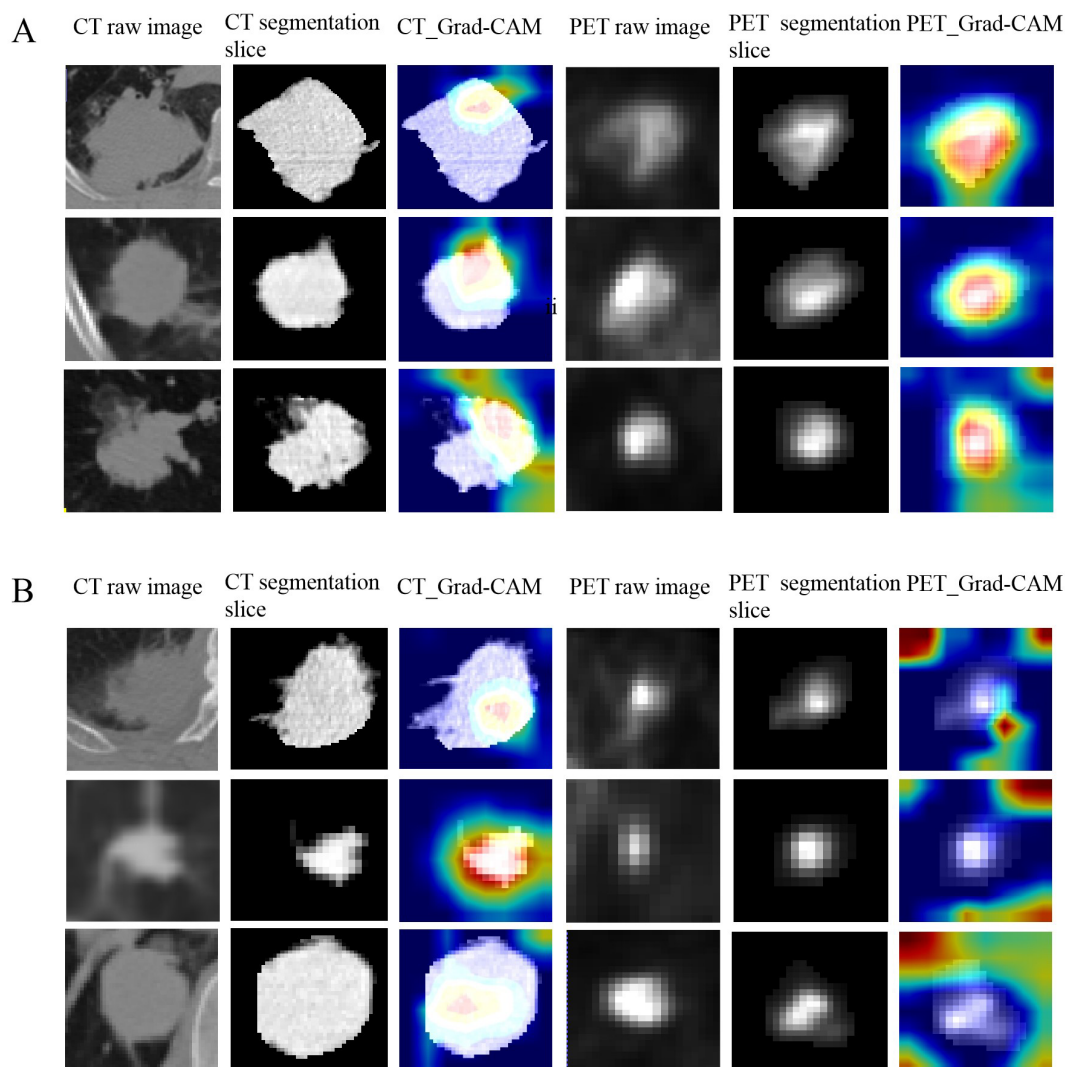 A
CT raw image CT segmentation slice CT_Grad-CAM PET raw image PET segmentation slice PET_Grad-CAM
ii
B
CT raw image CT segmentation slice CT_Grad-CAM PET raw image PET segmentation slice PET_Grad-CAM